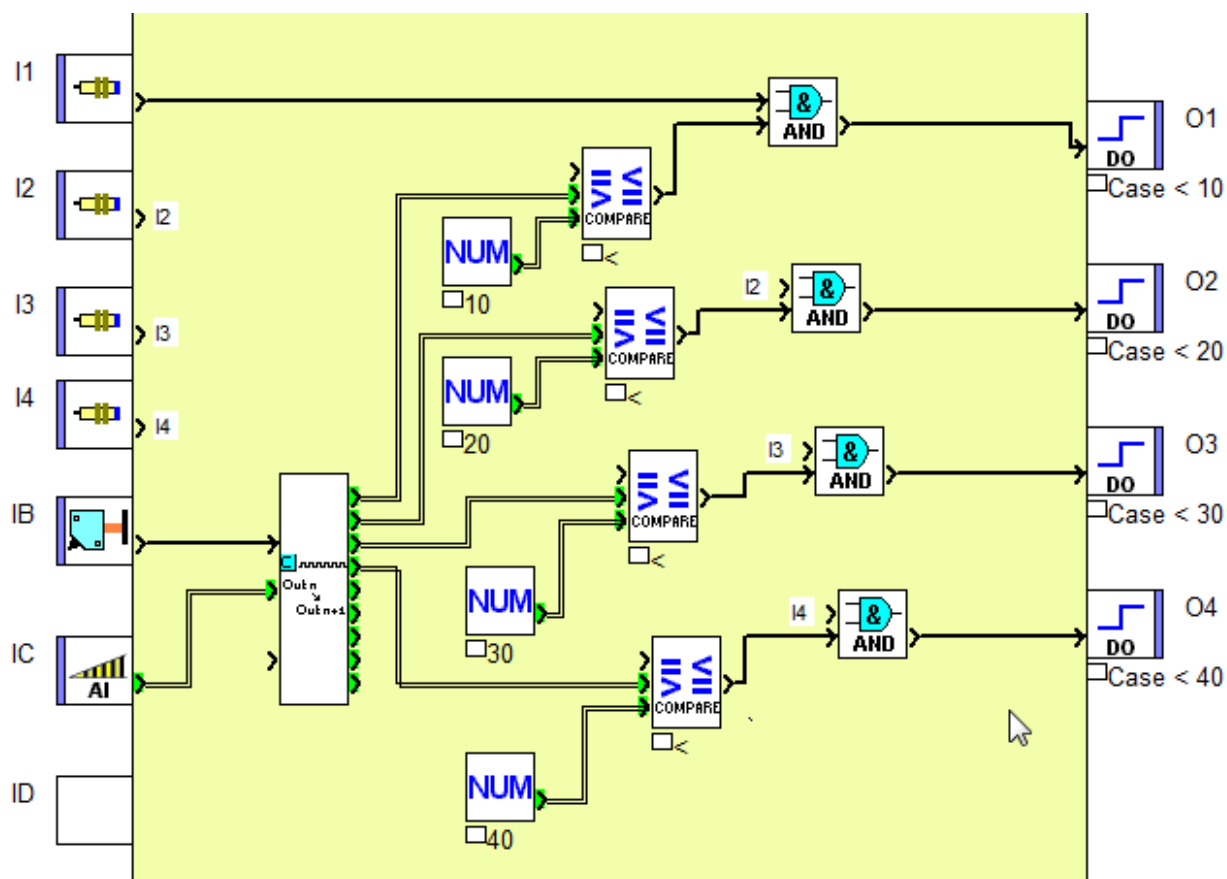 I1
& AND
O1
DO
Case < 10
I2
I2
COMPARE
<
NUM
10
I2
& AND
O2
DO
Case < 20
I3
I3
COMPARE
<
NUM
20
I3
& AND
O3
DO
Case < 30
I4
I4
COMPARE
<
NUM
30
I4
& AND
O4
DO
Case < 40
IB
C
Out n
Out n+1
IC
AI
COMPARE
<
NUM
40
ID